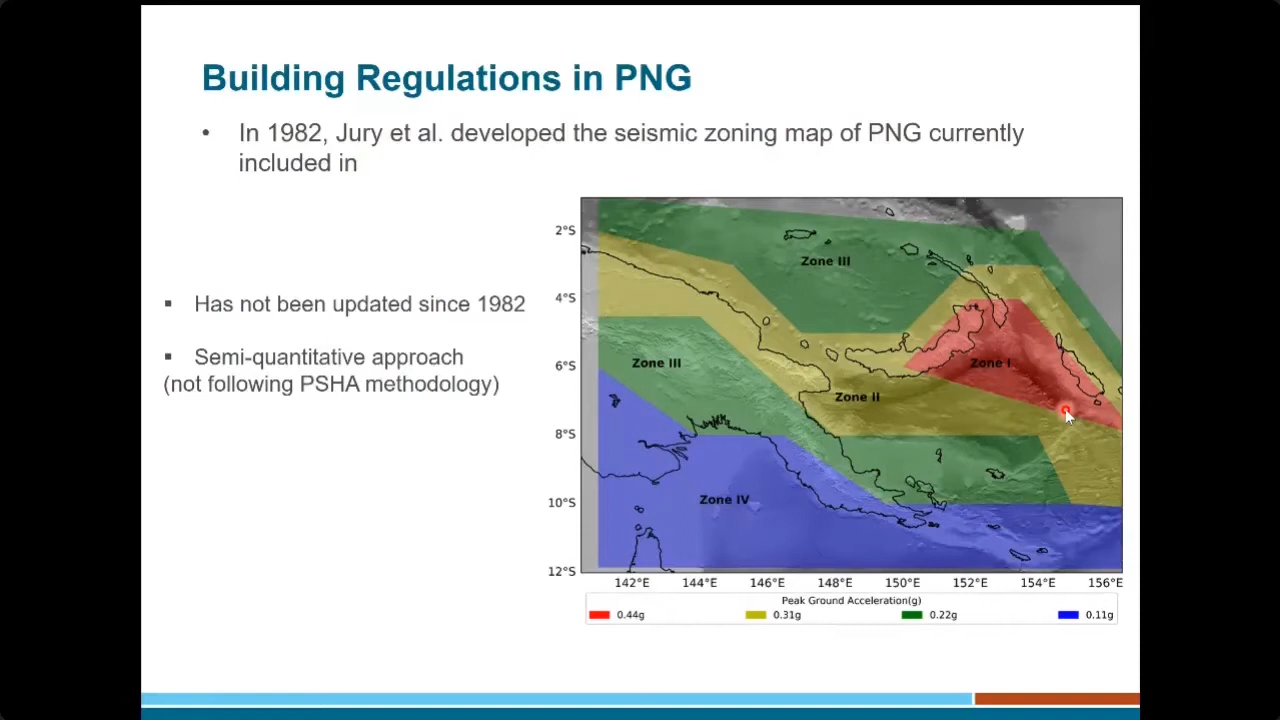 Building Regulations in PNG
• In 1982, Jury et al. developed the seismic zoning map of PNG currently
included in
▪ Has not been updated since 1982
▪ Semi-quantitative approach
(not following PSHA methodology)
2°S
4°S
6°S
8°S
10°S
12°S
Zone III
Zone III
Zone I
Zone II
Zone IV
142°E 144°E 146°E 148°E 150°E 152°E 154°E 156°E
Peak Ground Acceleration(g)
0.44g 0.31g 0.22g 0.11g